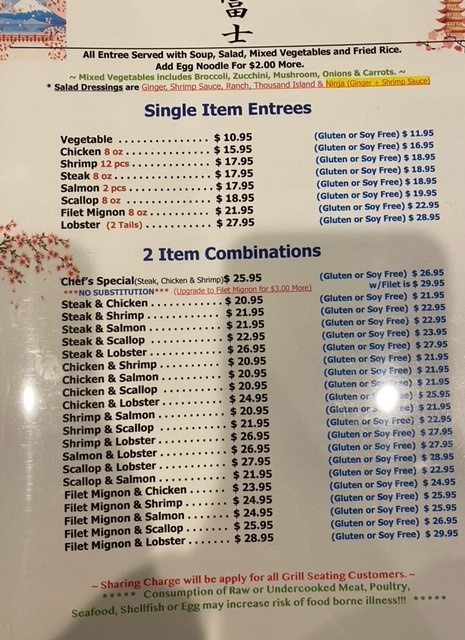 富
士
All Entree Served with Soup, Salad, Mixed Vegetables and Fried Rice.
Add Egg Noodle For $2.00 More.
~ Mixed Vegetables includes Broccoli, Zucchini, Mushroom, Onions & Carrots. ~
* Salad Dressings are Ginger, Shrimp Sauce, Ranch, Thousand Island & Ninja (Ginger + Shrimp Sauce)
Single Item Entrees
Vegetable . . . . . . . . . . . . . . . . $ 10.95 (Gluten or Soy Free) $ 11.95
Chicken 8 oz . . . . . . . . . . . . . . . $ 15.95 (Gluten or Soy Free) $ 16.95
Shrimp 12 pcs . . . . . . . . . . . . . . $ 17.95 (Gluten or Soy Free) $ 18.95
Steak 8 oz . . . . . . . . . . . . . . . . $ 17.95 (Gluten or Soy Free) $ 18.95
Salmon 2 pcs . . . . . . . . . . . . . . $ 17.95 (Gluten or Soy Free) $ 18.95
Scallop 8 oz . . . . . . . . . . . . . . . $ 18.95 (Gluten or Soy Free) $ 19.95
Filet Mignon 8 oz . . . . . . . . . . . $ 21.95 (Gluten or Soy Free) $ 22.95
Lobster (2 Tails) . . . . . . . . . . . . $ 27.95 (Gluten or Soy Free) $ 28.95
2 Item Combinations
Chef's Special(Steak, Chicken & Shrimp)$ 25.95 (Gluten or Soy Free) $ 26.95
***NO SUBSTITUTION*** (Upgrade to Filet Mignon for $3.00 More) w/Filet is $ 29.95
Steak & Chicken . . . . . . . . . . . $ 20.95 (Gluten or Soy Free) $ 21.95
Steak & Shrimp . . . . . . . . . . . . $ 21.95 (Gluten or Soy Free) $ 22.95
Steak & Salmon . . . . . . . . . . . . $ 21.95 (Gluten or Soy Free) $ 22.95
Steak & Scallop . . . . . . . . . . . . $ 22.95 (Gluten or Soy Free) $ 23.95
Steak & Lobster . . . . . . . . . . . . $ 26.95 (Gluten or Soy Free) $ 27.95
Chicken & Shrimp . . . . . . . . . . $ 20.95 (Gluten or Soy Free) $ 21.95
Chicken & Salmon . . . . . . . . . . $ 20.95 (Gluten or Soy Free) $ 21.95
Chicken & Scallop . . . . . . . . . . $ 20.95 (Gluten or Soy Free) $ 21.95
Chicken & Lobster . . . . . . . . . . $ 24.95 (Gluten or Soy Free) $ 25.95
Shrimp & Salmon . . . . . . . . . . . $ 20.95 (Gluten or Soy Free) $ 21.95
Shrimp & Scallop . . . . . . . . . . . $ 21.95 (Gluten or Soy Free) $ 22.95
Shrimp & Lobster . . . . . . . . . . . $ 26.95 (Gluten or Soy Free) $ 27.95
Salmon & Lobster . . . . . . . . . . . $ 26.95 (Gluten or Soy Free) $ 27.95
Scallop & Lobster . . . . . . . . . . . $ 27.95 (Gluten or Soy Free) $ 28.95
Scallop & Salmon . . . . . . . . . . . $ 21.95 (Gluten or Soy Free) $ 22.95
Filet Mignon & Chicken . . . . . . $ 23.95 (Gluten or Soy Free) $ 24.95
Filet Mignon & Shrimp . . . . . . . $ 24.95 (Gluten or Soy Free) $ 25.95
Filet Mignon & Salmon . . . . . . . $ 24.95 (Gluten or Soy Free) $ 25.95
Filet Mignon & Scallop . . . . . . . $ 25.95 (Gluten or Soy Free) $ 26.95
Filet Mignon & Lobster . . . . . . . $ 28.95 (Gluten or Soy Free) $ 29.95
~ Sharing Charge will be apply for all Grill Seating Customers. ~
***** Consumption of Raw or Undercooked Meat, Poultry,
Seafood, Shellfish or Egg may increase risk of food borne illness!!! *****